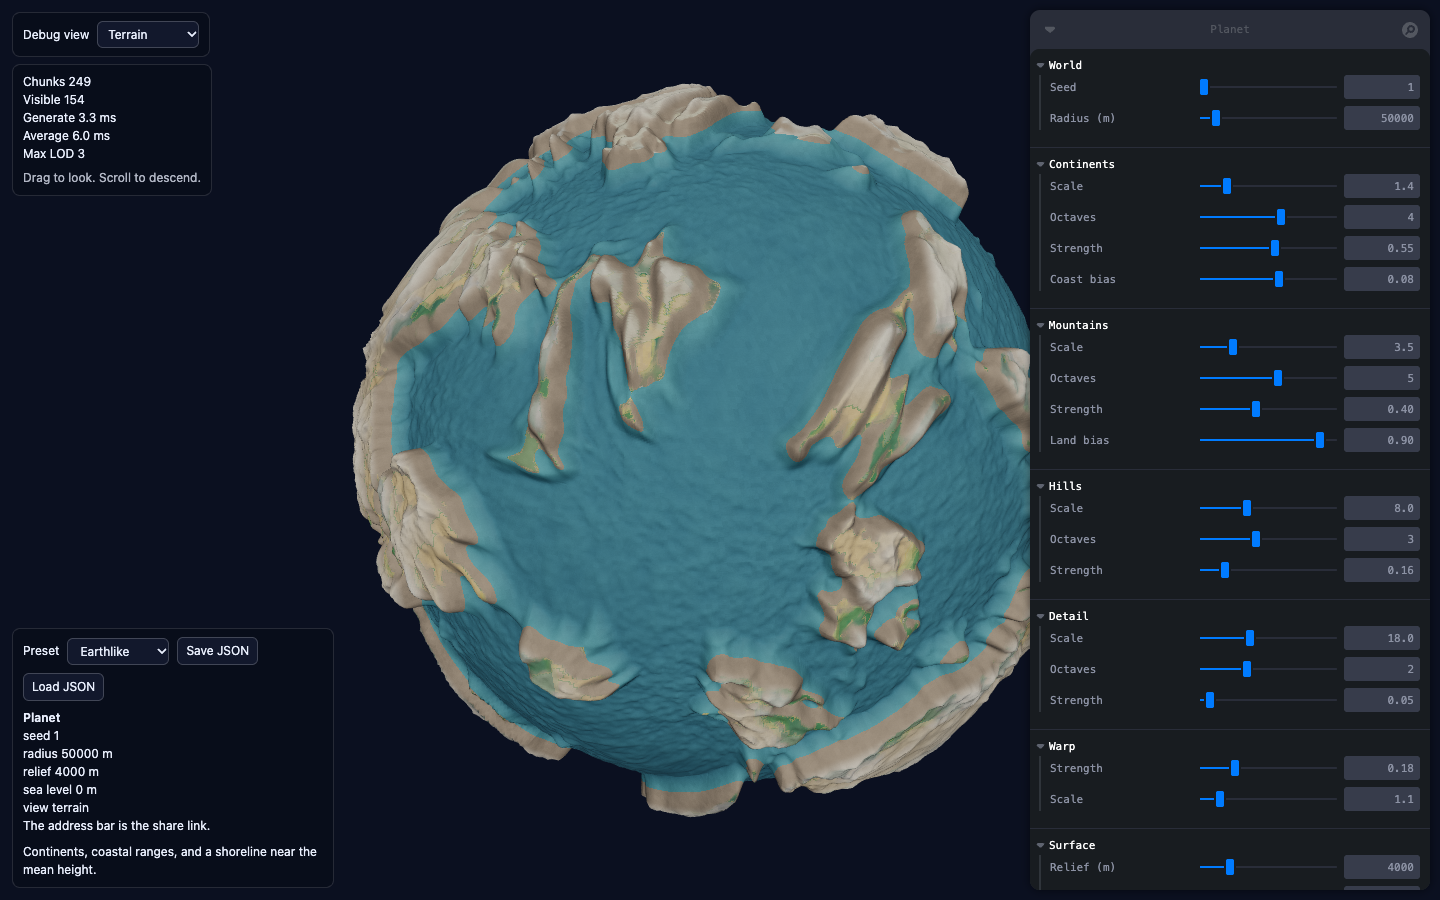 Debug view Terrain
Chunks 249
Visible 154
Generate 3.3 ms
Average 6.0 ms
Max LOD 3
Drag to look. Scroll to descend.
Preset Earthlike Save JSON
Load JSON
Planet
seed 1
radius 50000 m
relief 4000 m
sea level 0 m
view terrain
The address bar is the share link.
Continents, coastal ranges, and a shoreline near the
mean height.
Planet
World
Seed 1
Radius (m) 50000
Continents
Scale 1.4
Octaves 4
Strength 0.55
Coast bias 0.08
Mountains
Scale 3.5
Octaves 5
Strength 0.40
Land bias 0.90
Hills
Scale 8.0
Octaves 3
Strength 0.16
Detail
Scale 18.0
Octaves 2
Strength 0.05
Warp
Strength 0.18
Scale 1.1
Surface
Relief (m) 4000